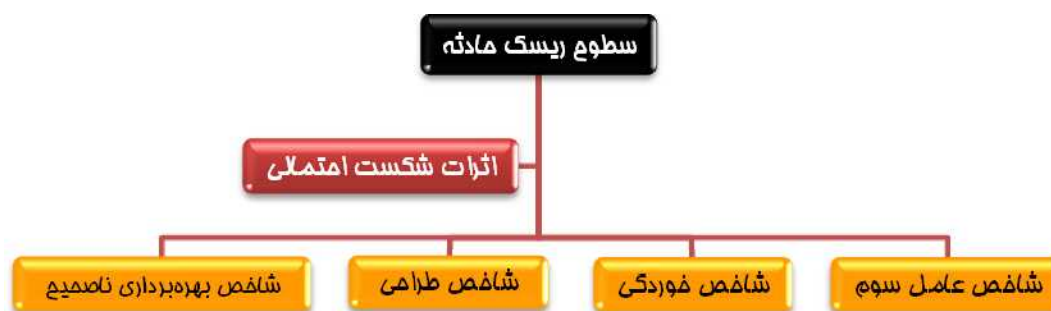 سطوح ریسک حادثه
اثرات شکست احتمالی
شاخص عامل سوم
شاخص خوردگی
شاخص طراحی
شاخص بهره‌برداری ناصحیح